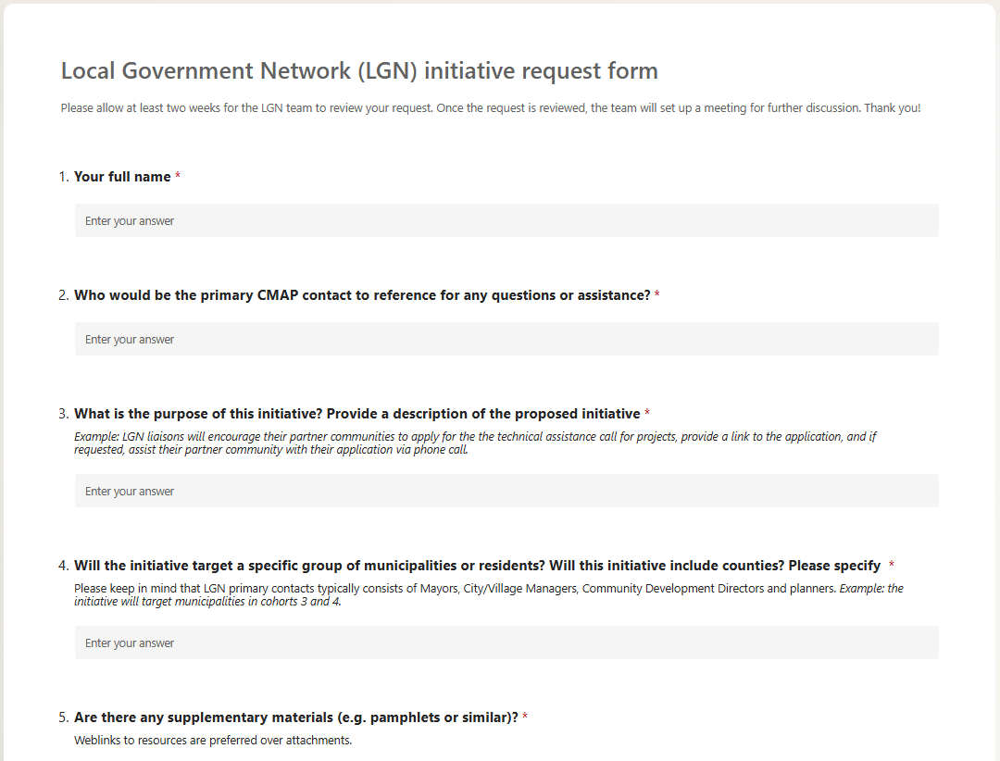 Local Government Network (LGN) initiative request form
Please allow at least two weeks for the LGN team to review your request. Once the request is reviewed, the team will set up a meeting for further discussion. Thank you!
1. Your full name *
Enter your answer
2. Who would be the primary CMAP contact to reference for any questions or assistance? *
Enter your answer
3. What is the purpose of this initiative? Provide a description of the proposed initiative *
Example: LGN liaisons will encourage their partner communities to apply for the the technical assistance call for projects, provide a link to the application, and if
requested, assist their partner community with their application via phone call.
Enter your answer
4. Will the initiative target a specific group of municipalities or residents? Will this initiative include counties? Please specify *
Please keep in mind that LGN primary contacts typically consists of Mayors, City/Village Managers, Community Development Directors and planners. Example: the
initiative will target municipalities in cohorts 3 and 4.
Enter your answer
5. Are there any supplementary materials (e.g. pamphlets or similar)? *
Weblinks to resources are preferred over attachments.